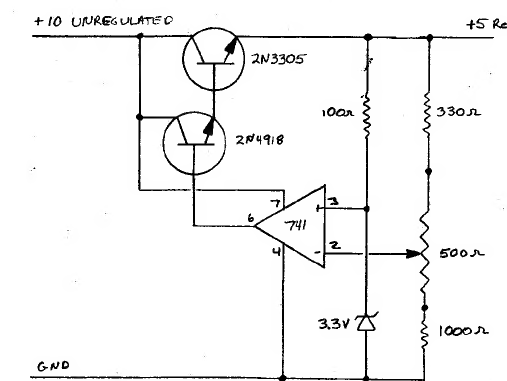 +10 UNREGULATED
+5 Re
2N3305
100Ω
330Ω
2N4918
7
3
6
741
+
-
2
4
500Ω
3.3V
1000Ω
GND